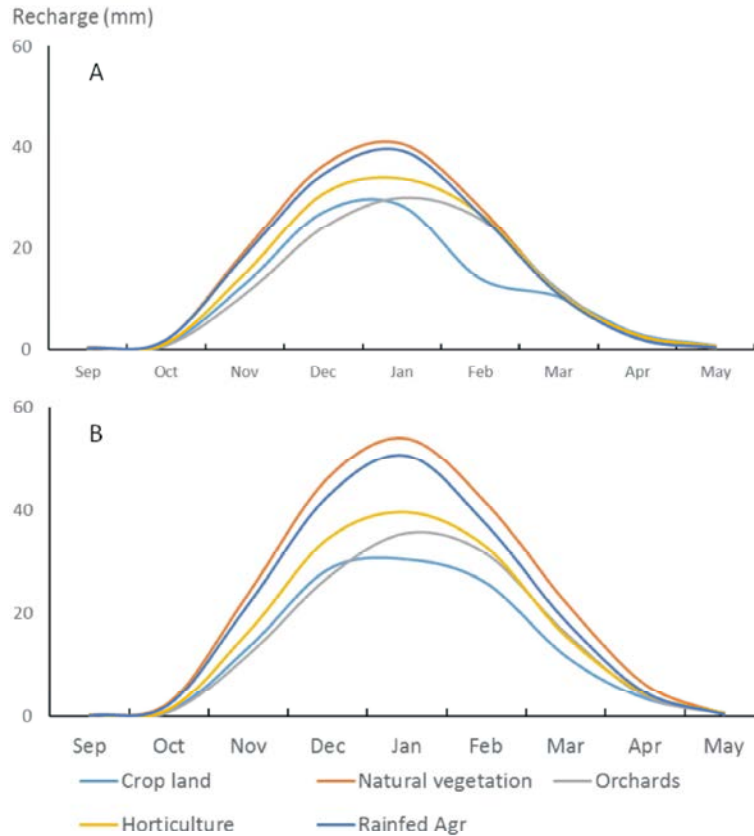 Recharge (mm)
60
A
40
20
0
Sep Oct Nov Dec Jan Feb Mar Apr May
60
B
40
20
0
Sep Oct Nov Dec Jan Feb Mar Apr May
Crop land Natural vegetation Orchards
Horticulture Rainfed Agr